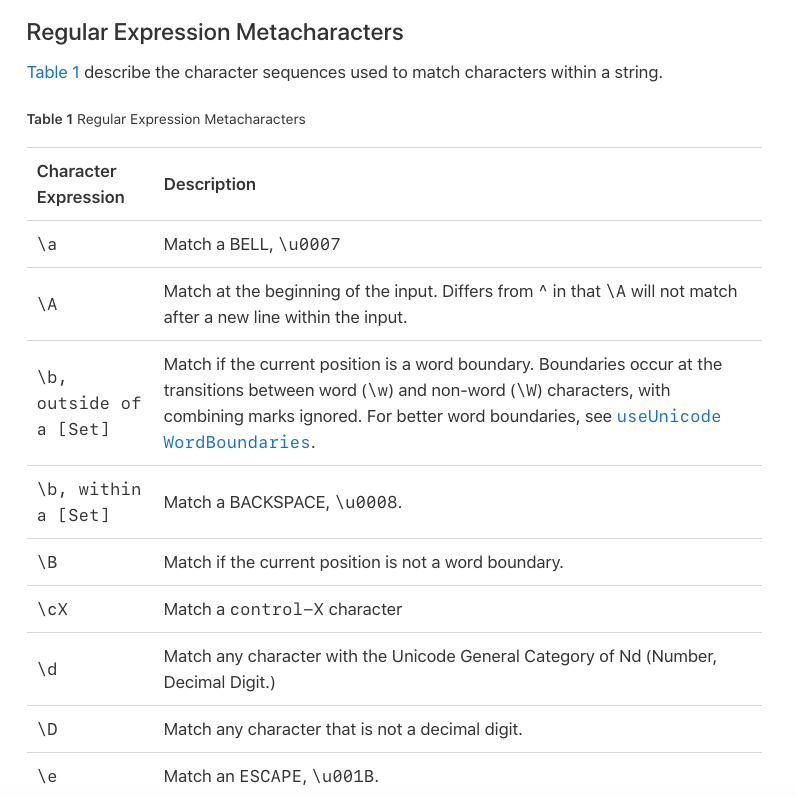 Regular Expression Metacharacters
Table 1 describe the character sequences used to match characters within a string.
Table 1 Regular Expression Metacharacters
Character
Expression
Description
\a
Match a BELL, \u0007
\A
Match at the beginning of the input. Differs from ^ in that \A will not match
after a new line within the input.
\b,
outside of
a [Set]
Match if the current position is a word boundary. Boundaries occur at the
transitions between word (\w) and non-word (\W) characters, with
combining marks ignored. For better word boundaries, see useUnicode
WordBoundaries.
\b, within
a [Set]
Match a BACKSPACE, \u0008.
\B
Match if the current position is not a word boundary.
\cX
Match a control-X character
\d
Match any character with the Unicode General Category of Nd (Number,
Decimal Digit.)
\D
Match any character that is not a decimal digit.
\e
Match an ESCAPE, \u001B.